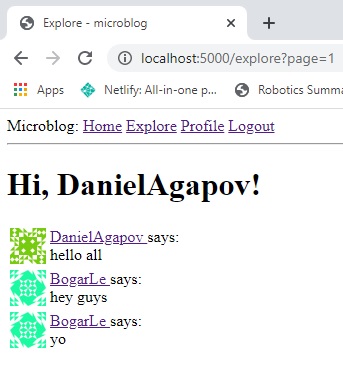 Explore - microblog
localhost:5000/explore?page=1
Apps Netlify: All-in-one p... Robotics Summa
Microblog: Home Explore Profile Logout
Hi, DanielAgapov!
DanielAgapov says:
hello all
BogarLe says:
hey guys
BogarLe says:
yo